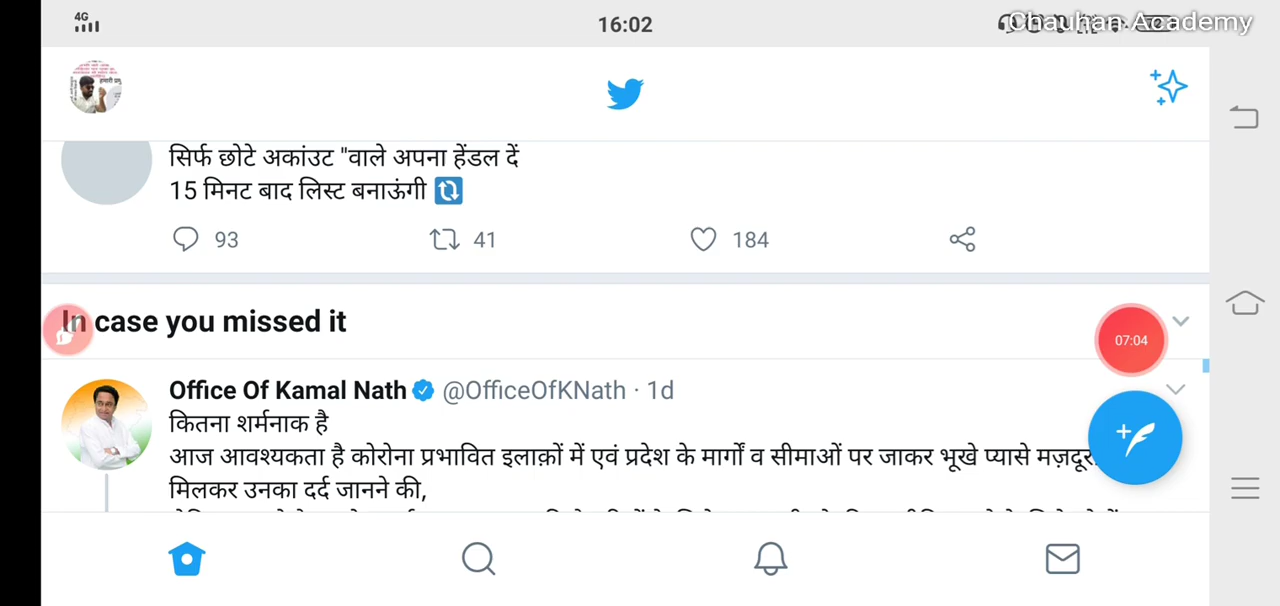 4G
16:02
Chauhan Academy
सिर्फ छोटे अकांउट "वाले अपना हेंडल दें
15 मिनट बाद लिस्ट बनाऊंगी
93 41 184
In case you missed it
07:04
Office Of Kamal Nath @OfficeOfKNath · 1d
कितना शर्मनाक है
आज आवश्यकता है कोरोना प्रभावित इलाक़ों में एवं प्रदेश के मार्गों व सीमाओं पर जाकर भूखे प्यासे
मिलकर उनका दर्द जानने की,